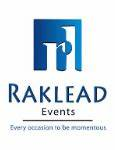 RAKLEAD
Events
Every occasion to be momentous